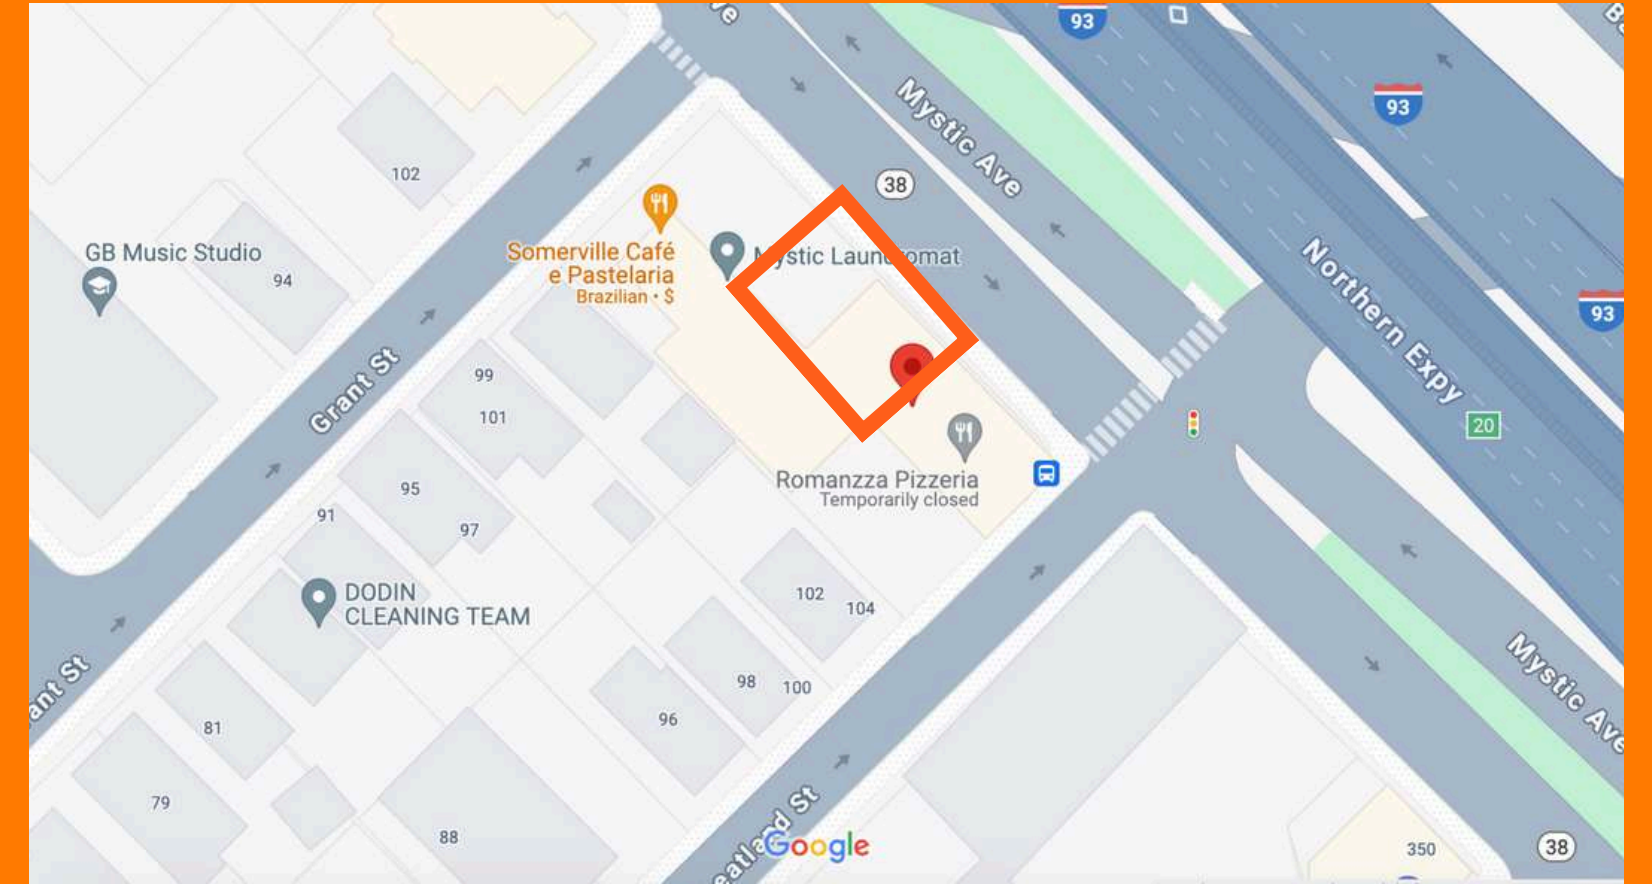 93
93
Mystic Ave
38
102
GB Music Studio
94
Somerville Café
e Pastelaria
Brazilian • $
Mystic Laundromat
Northern Expy
93
Grant St
99
101
20
Romanzza Pizzeria
Temporarily closed
95
97
91
DODIN
CLEANING TEAM
102
104
98
100
96
Mystic Ave
81
79
88
Google
350
38